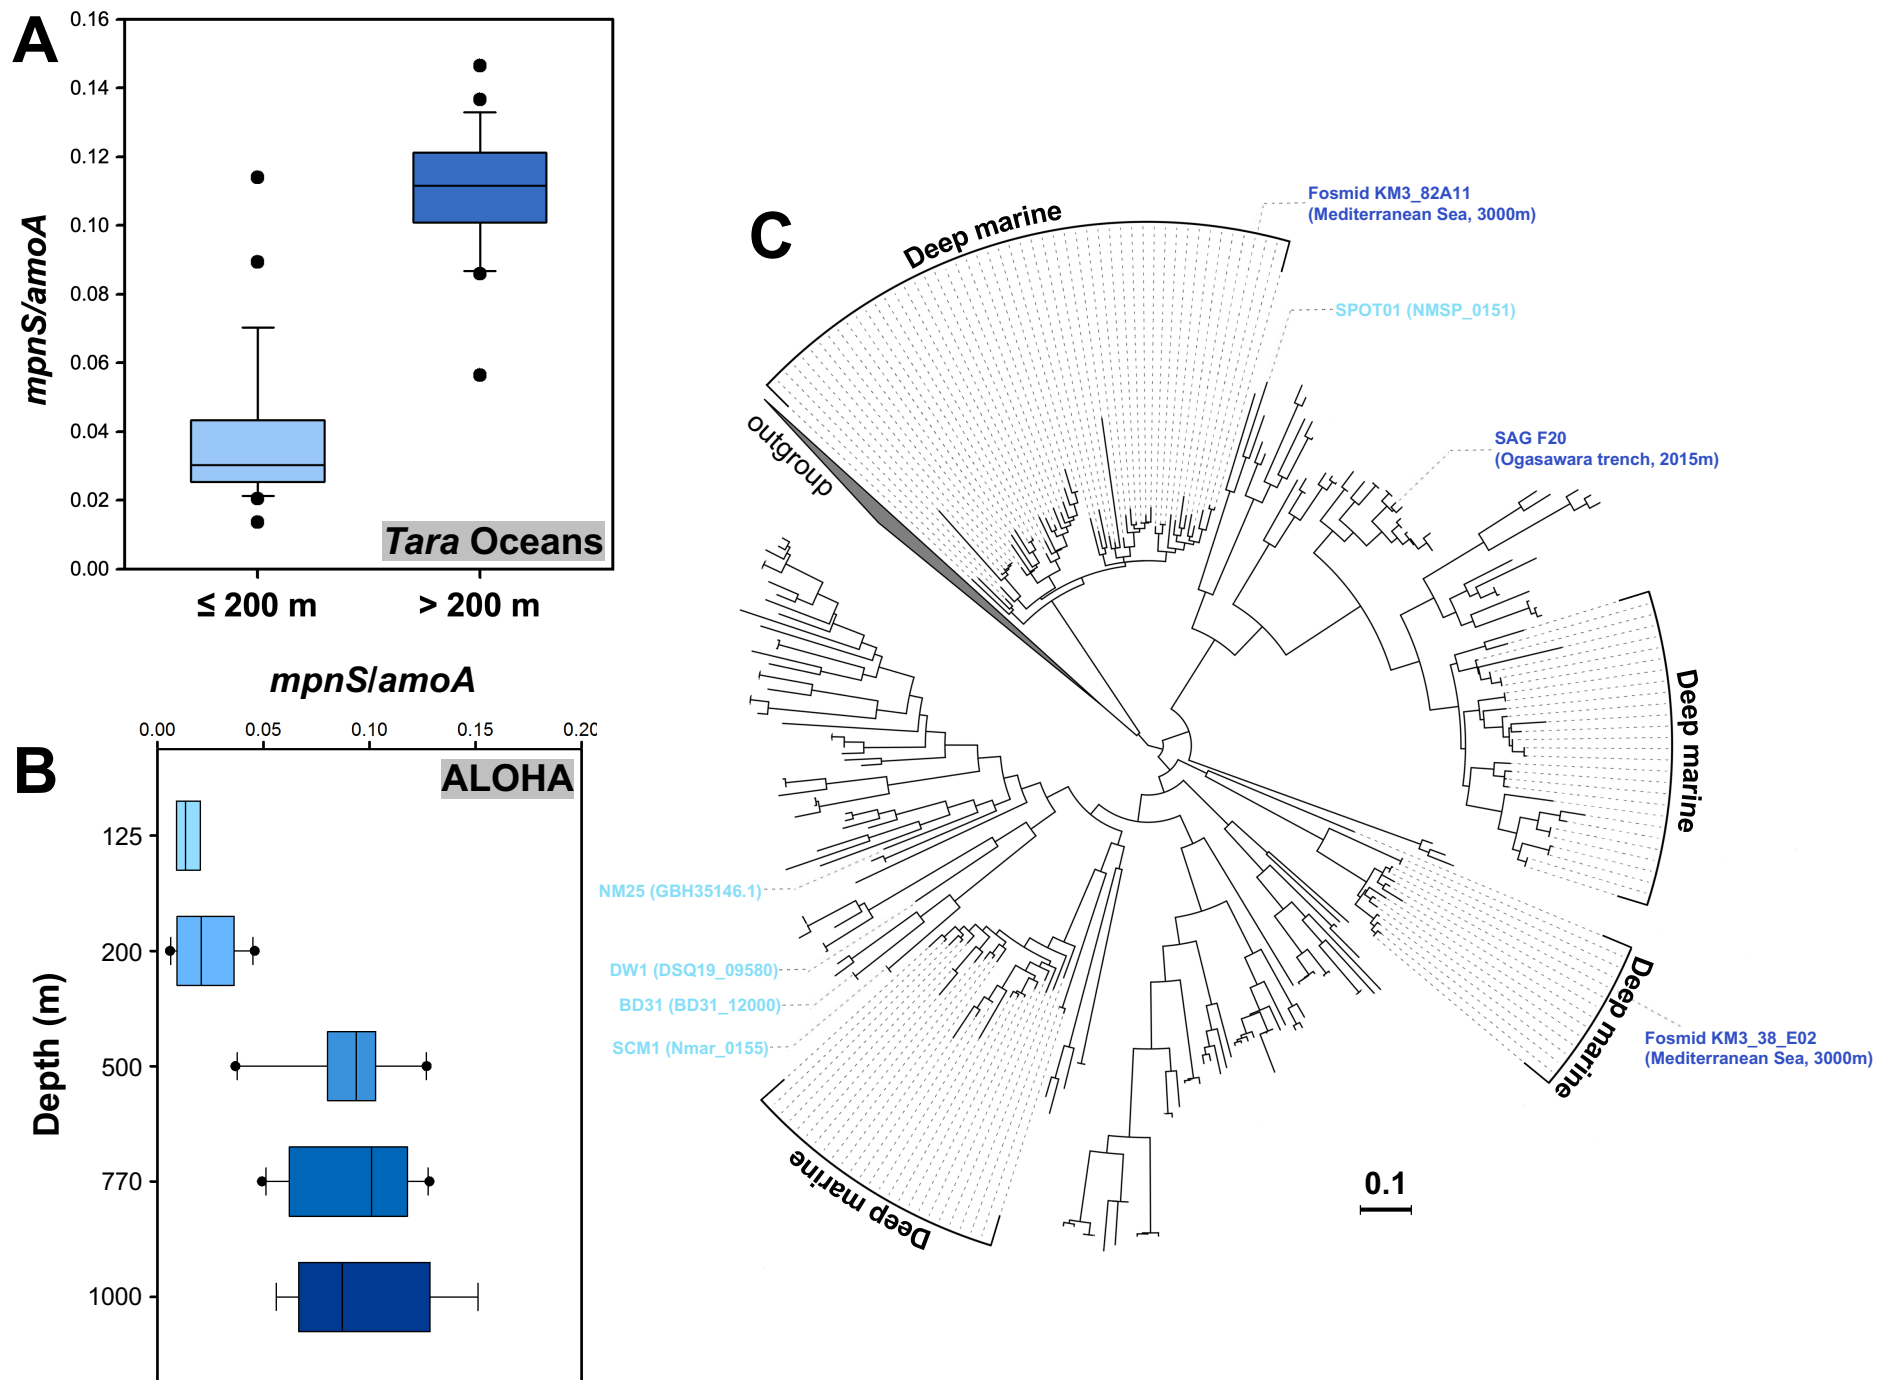 A
0.16
0.14
0.12
0.10
0.08
0.06
0.04
0.02
0.00
mpnS/amoA
Tara Oceans
≤ 200 m
> 200 m
B
mpnS/amoA
0.00
0.05
0.10
0.15
0.20
ALOHA
Depth (m)
125
200
500
770
1000
C
Deep marine
outgroup
Fosmid KM3_82A11
(Mediterranean Sea, 3000m)
SPOT01 (NMSP_0151)
SAG F20
(Ogasawara trench, 2015m)
Deep marine
Deep marine
Fosmid KM3_38_E02
(Mediterranean Sea, 3000m)
NM25 (GBH35146.1)
DW1 (DSQ19_09580)
BD31 (BD31_12000)
SCM1 (Nmar_0155)
Deep marine
0.1